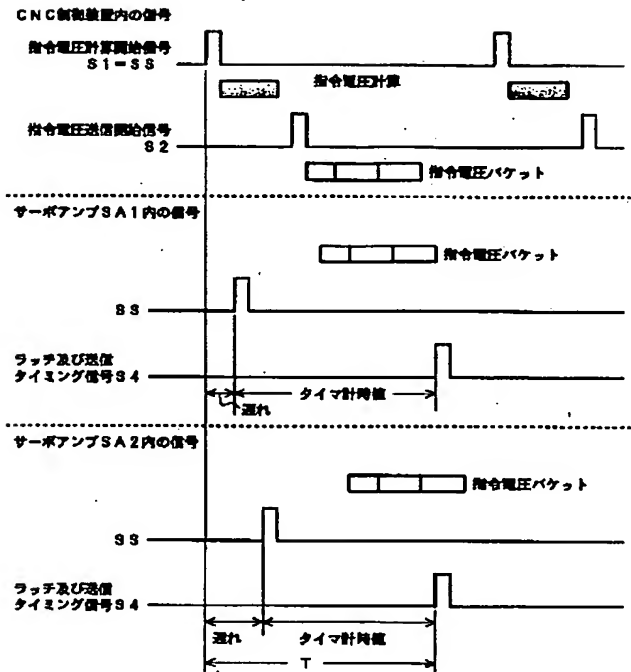 CNC制御装置内の信号
指令電圧計算開始信号
S1=SS
指令電圧計算
指令電圧送信開始信号
S2
指令電圧パケット
サーボアンプSA1内の信号
指令電圧パケット
SS
ラッチ及び送信
タイミング信号S4
遅れ
タイマ計時値
サーボアンプSA2内の信号
指令電圧パケット
SS
ラッチ及び送信
タイミング信号S4
遅れ
タイマ計時値
T